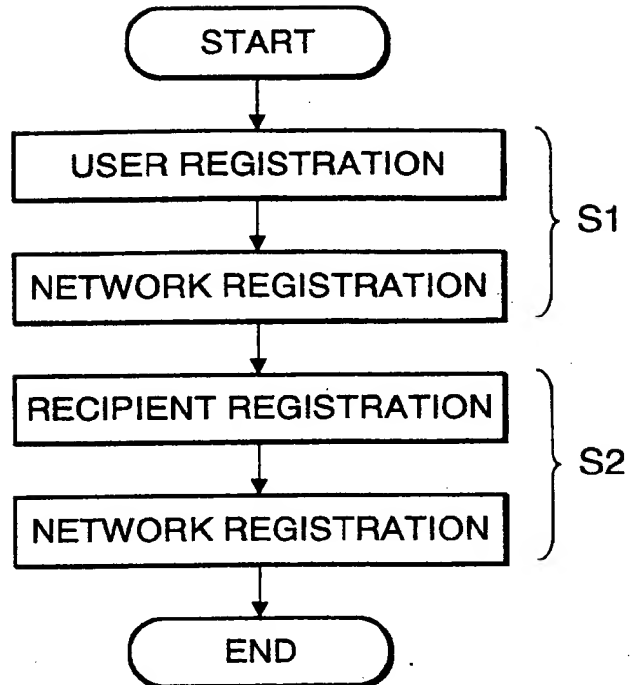 START
USER REGISTRATION
S1
NETWORK REGISTRATION
RECIPIENT REGISTRATION
S2
NETWORK REGISTRATION
END